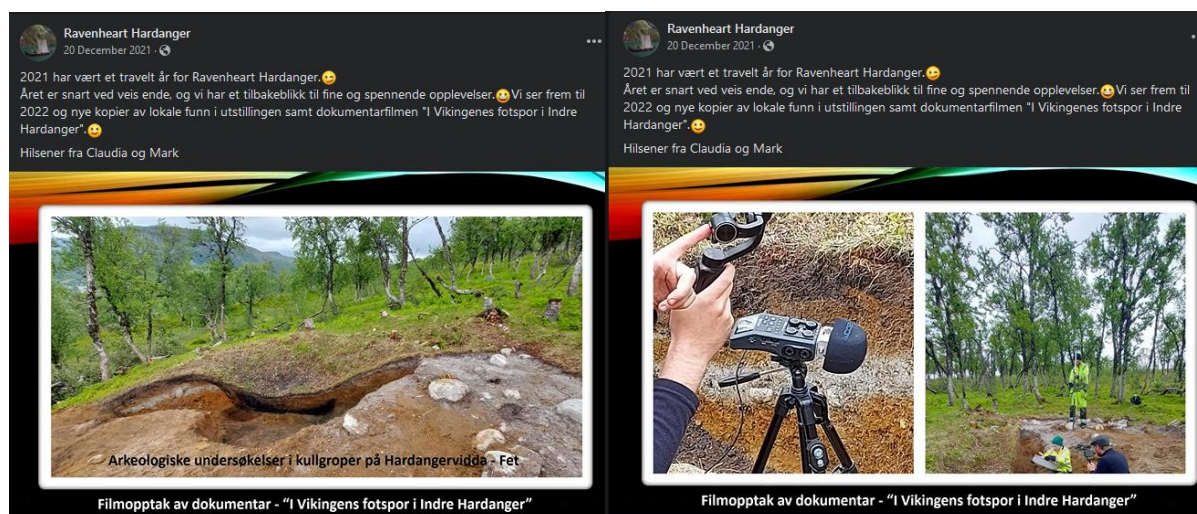 Ravenheart Hardanger
20 December 2021 ·
2021 har vært et travelt år for Ravenheart Hardanger.😉
Året er snart ved veis ende, og vi har et tilbakeblikk til fine og spennende opplevelser.😀Vi ser frem til
2022 og nye kopier av lokale funn i utstillingen samt dokumentarfilmen "I Vikingenes fotspor i Indre
Hardanger".😀
Hilsener fra Claudia og Mark
Arkeologiske undersøkelser i kullgroper på Hardangervidda - Fet
Filmopptak av dokumentar - “I Vikingens fotspor i Indre Hardanger”
Ravenheart Hardanger
20 December 2021 ·
2021 har vært et travelt år for Ravenheart Hardanger.😉
Året er snart ved veis ende, og vi har et tilbakeblikk til fine og spennende opplevelser.😀Vi ser frem til
2022 og nye kopier av lokale funn i utstillingen samt dokumentarfilmen "I Vikingenes fotspor i Indre
Hardanger".😀
Hilsener fra Claudia og Mark
ZOOM
Filmopptak av dokumentar - “I Vikingens fotspor i Indre Hardanger”